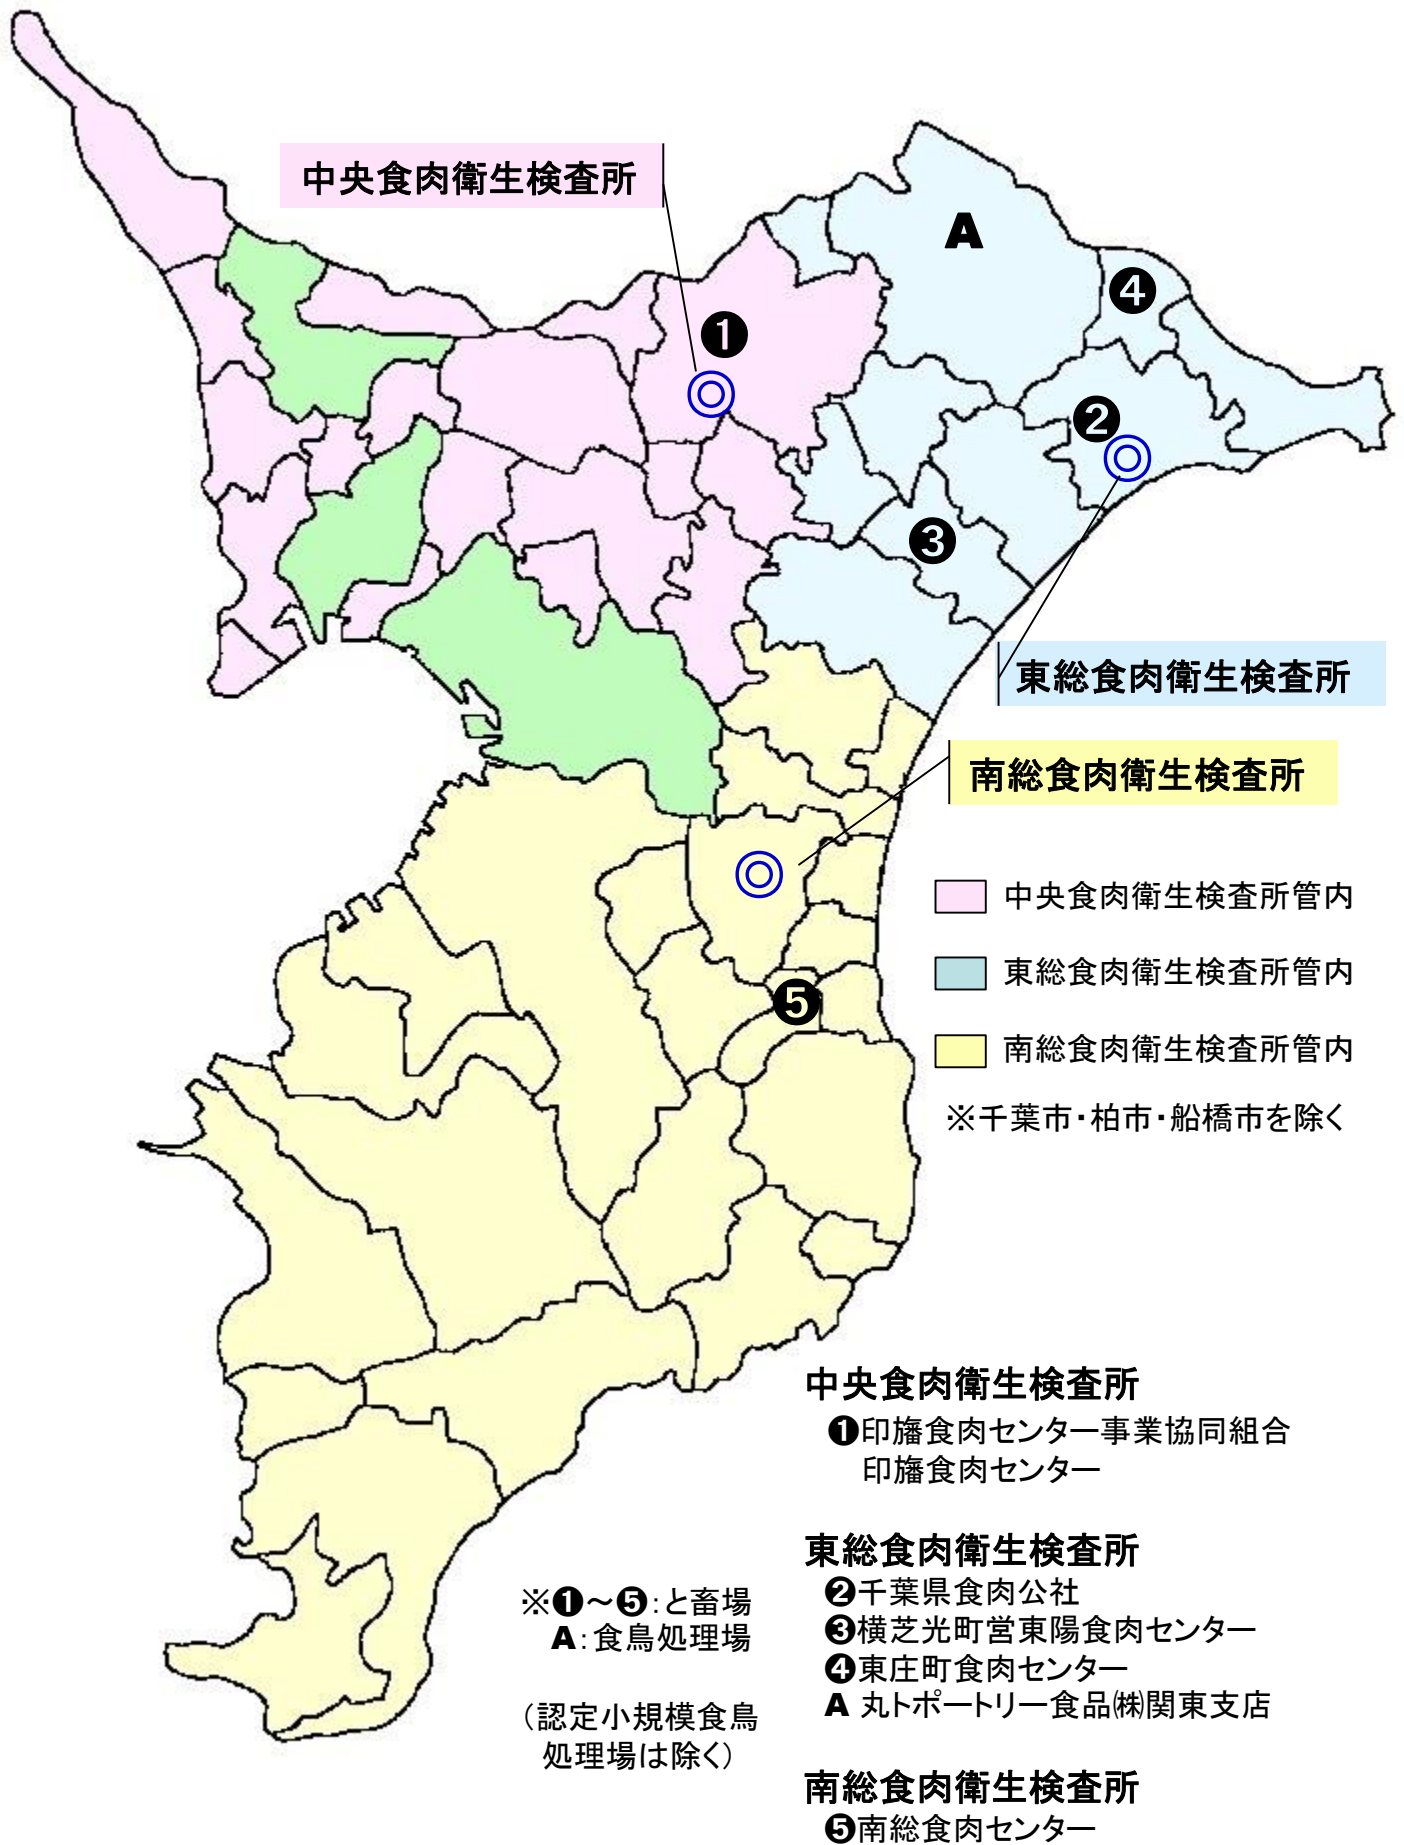 中央食肉衛生検査所
A
❶
❹
❷
❸
東総食肉衛生検査所
南総食肉衛生検査所
中央食肉衛生検査所管内
東総食肉衛生検査所管内
❺
南総食肉衛生検査所管内
※千葉市・柏市・船橋市を除く
中央食肉衛生検査所
❶印旛食肉センター事業協同組合
印旛食肉センター
東総食肉衛生検査所
❷千葉県食肉公社
❸横芝光町営東陽食肉センター
❹東庄町食肉センター
A 丸トポートリー食品㈱関東支店
南総食肉衛生検査所
❺南総食肉センター
※❶～❺：と畜場
A：食鳥処理場
（認定小規模食鳥
処理場は除く）